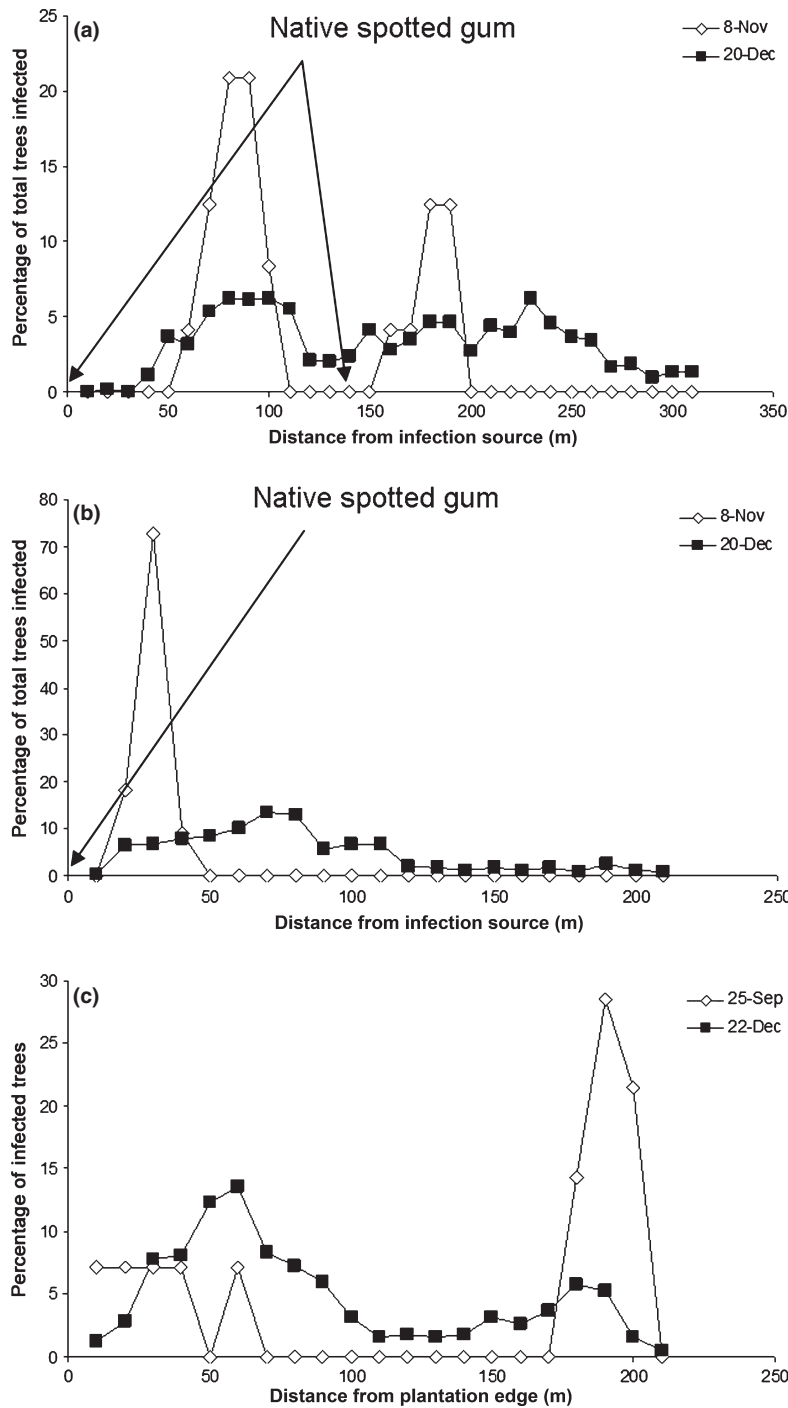 (a)
Native spotted gum
8-Nov
20-Dec
Percentage of total trees infected
25
20
15
10
5
0
0 50 100 150 200 250 300 350
Distance from infection source (m)
(b)
Native spotted gum
8-Nov
20-Dec
Percentage of total trees infected
80
70
60
50
40
30
20
10
0
0 50 100 150 200 250
Distance from infection source (m)
(c)
25-Sep
22-Dec
Percentage of infected trees
30
25
20
15
10
5
0
0 50 100 150 200 250
Distance from plantation edge (m)